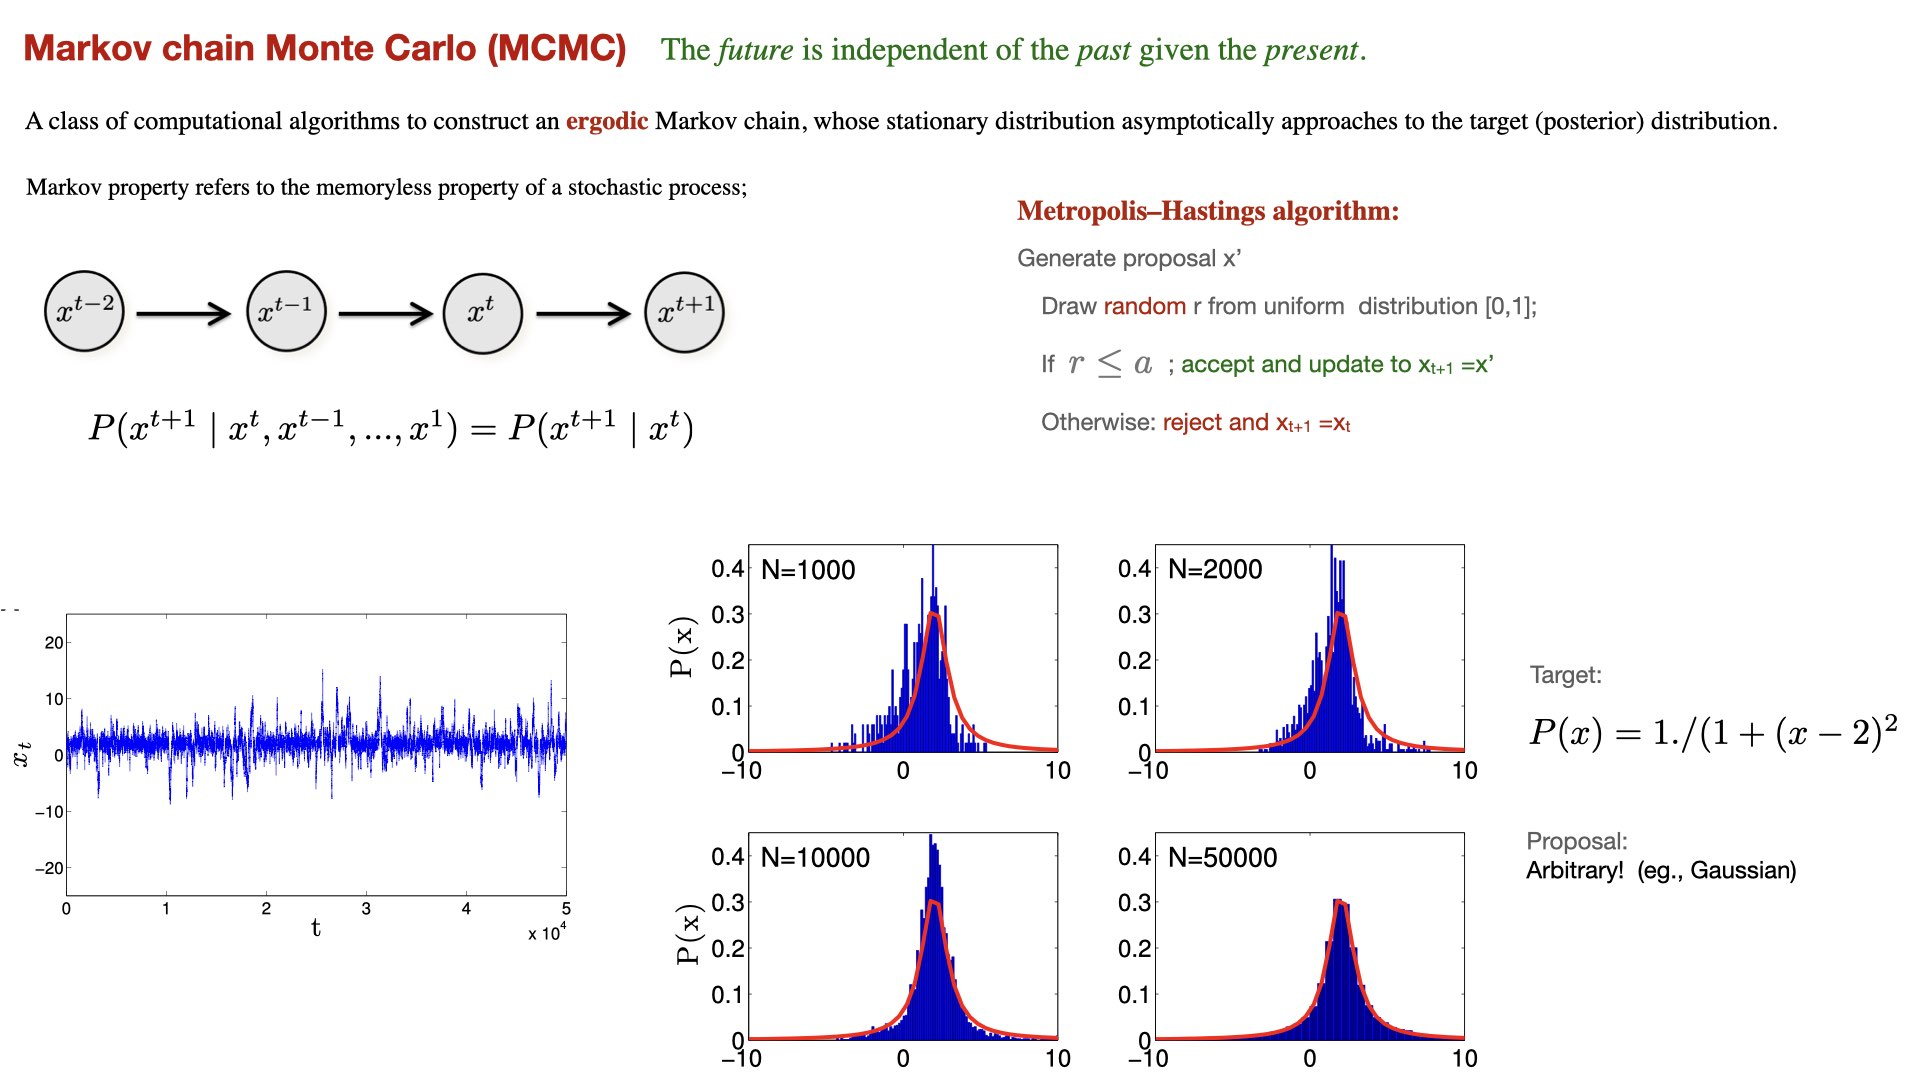 Markov chain Monte Carlo (MCMC) The future is independent of the past given the present.
A class of computational algorithms to construct an ergodic Markov chain, whose stationary distribution asymptotically approaches to the target (posterior) distribution.
Markov property refers to the memoryless property of a stochastic process;
x^{t−2} x^{t−1} x^t x^{t+1}
P(x^{t+1} | x^t, x^{t−1}, ..., x^1) = P(x^{t+1} | x^t)
Metropolis–Hastings algorithm:
Generate proposal x’
Draw random r from uniform distribution [0,1];
If r ≤ a ; accept and update to x_{t+1} =x’
Otherwise: reject and x_{t+1} =x_t
20
10
0
−10
−20
x_t
0 1 2 3 4 5
t
x 10^4
N=1000
0.4
0.3
0.2
0.1
0
P(x)
−10 0 10
N=2000
0.4
0.3
0.2
0.1
0
−10 0 10
N=10000
0.4
0.3
0.2
0.1
0
P(x)
−10 0 10
N=50000
0.4
0.3
0.2
0.1
0
−10 0 10
Target:
P(x) = 1./(1 + (x − 2)^2
Proposal:
Arbitrary! (eg., Gaussian)